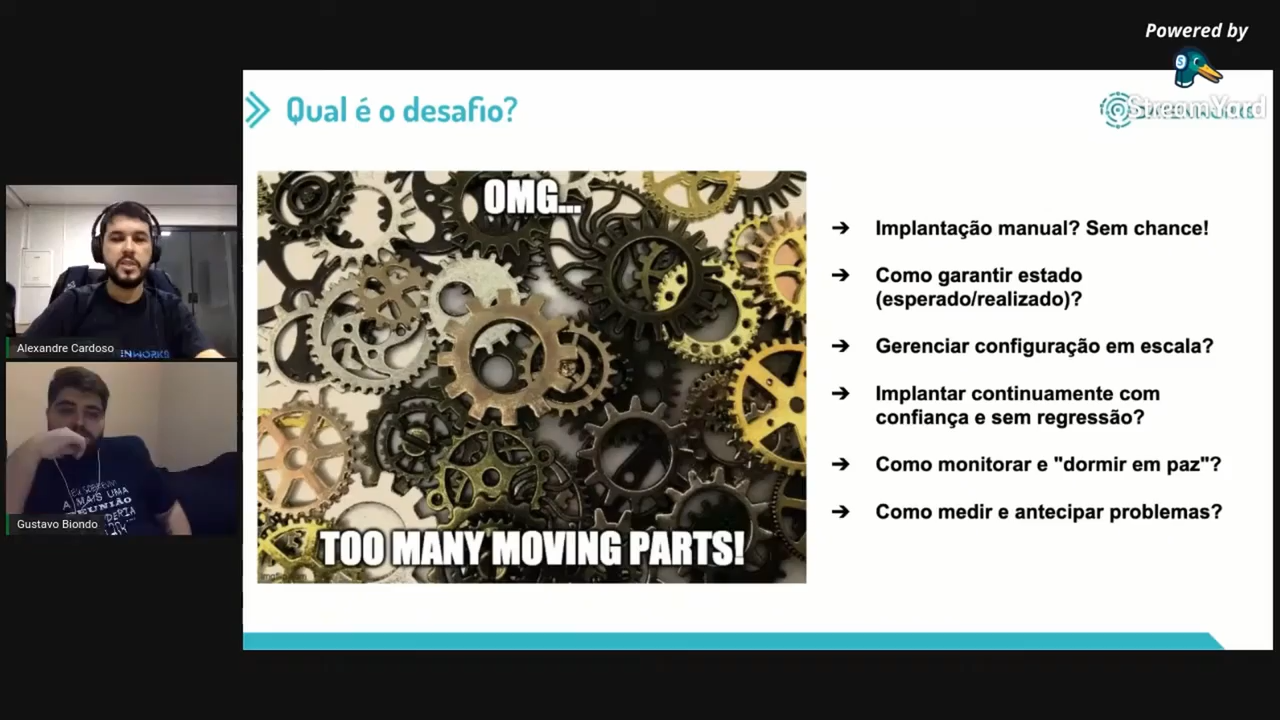 Powered by
StreamYard
Qual é o desafio?
OMG...
TOO MANY MOVING PARTS!
➔ Implantação manual? Sem chance!
➔ Como garantir estado
(esperado/realizado)?
➔ Gerenciar configuração em escala?
➔ Implantar continuamente com
confiança e sem regressão?
➔ Como monitorar e "dormir em paz"?
➔ Como medir e antecipar problemas?
Alexandre Cardoso
Gustavo Biondo
A MAIS UMA